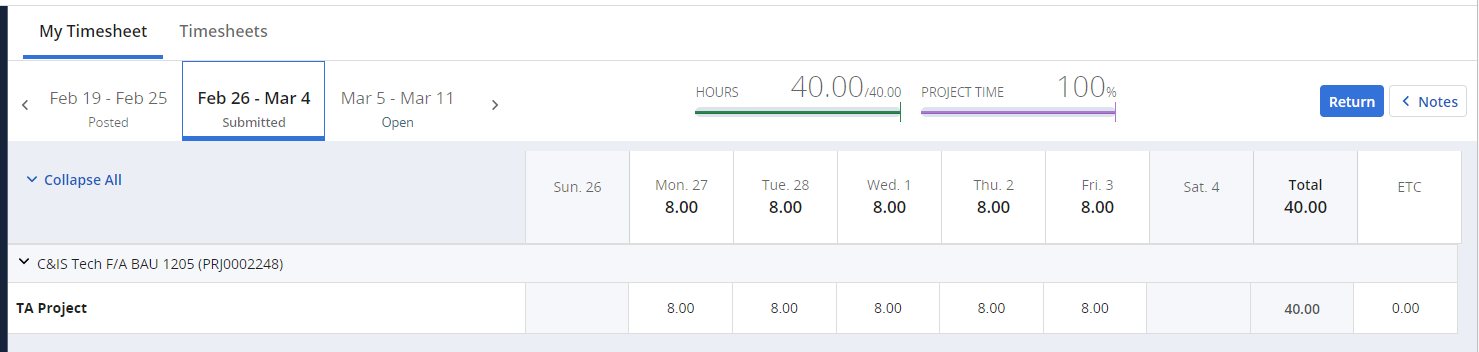 My Timesheet Timesheets
Feb 19 - Feb 25 Feb 26 - Mar 4 Mar 5 - Mar 11 HOURS 40.00/40.00 PROJECT TIME 100% Return Notes
Posted Submitted Open
Collapse All Sun. 26 Mon. 27 Tue. 28 Wed. 1 Thu. 2 Fri. 3 Sat. 4 Total ETC
8.00 8.00 8.00 8.00 8.00 40.00
C&IS Tech F/A BAU 1205 (PRJ0002248)
TA Project 8.00 8.00 8.00 8.00 8.00 40.00 0.00